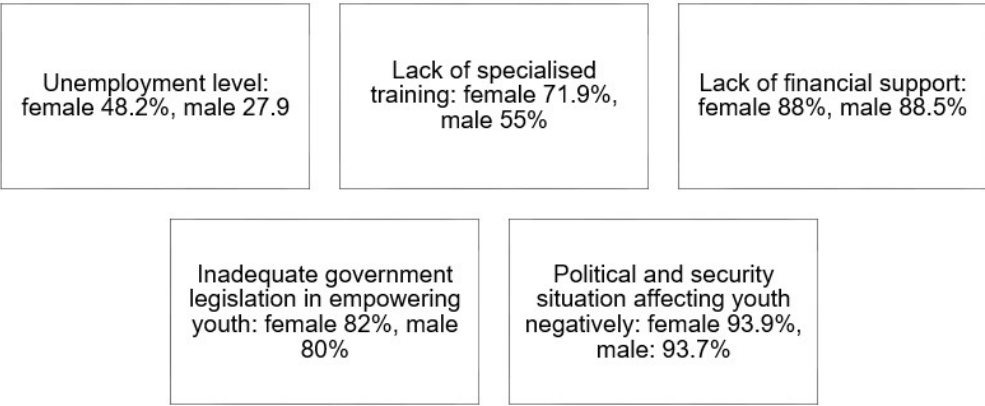 Unemployment level:
female 48.2%, male 27.9
Lack of specialised
training: female 71.9%,
male 55%
Lack of financial support:
female 88%, male 88.5%
Inadequate government
legislation in empowering
youth: female 82%, male
80%
Political and security
situation affecting youth
negatively: female 93.9%,
male: 93.7%